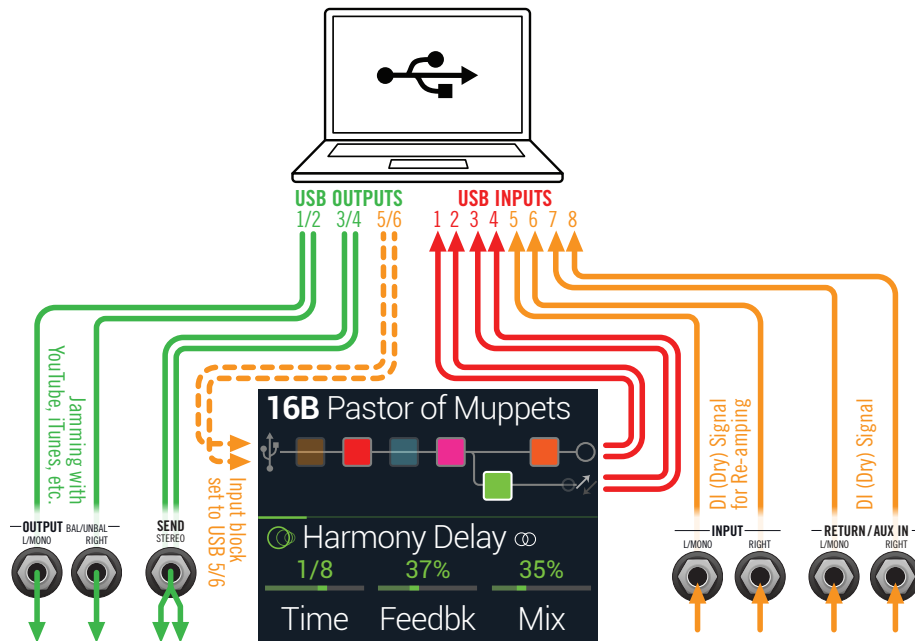 USB OUTPUTS
1/2 3/4 5/6
USB INPUTS
1 2 3 4 5 6 7 8
Jamming with
YouTube, iTunes, etc.
Input block
set to USB 5/6
16B Pastor of Muppets
Harmony Delay
1/8 37% 35%
Time Feedbk Mix
DI (Dry) Signal
for Re-amping
DI (Dry) Signal
OUTPUT BAL/UNBAL
L/MONO RIGHT
SEND
STEREO
INPUT
L/MONO RIGHT
RETURN/AUX IN
L/MONO RIGHT